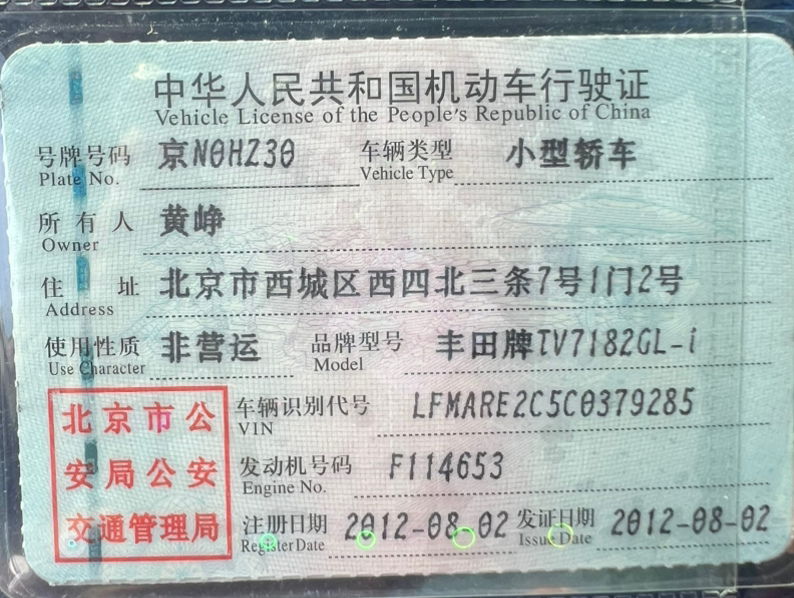 中华人民共和国机动车行驶证
Vehicle License of the People's Republic of China
号牌号码 京N0HZ30 车辆类型 小型轿车
Plate No. Vehicle Type
所有人 黄峥
Owner
住址 北京市西城区西四北三条7号1门2号
Address
使用性质 非营运 品牌型号 丰田牌TV7182GL-i
Use Character Model
北京市公 车辆识别代号 LFMARE2C5C0379285
VIN
安局公安 发动机号码 F114653
Engine No.
交通管理局 注册日期 2012-08-02 发证日期 2012-08-02
Register Date Issue Date